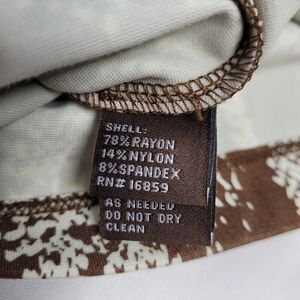 SHELL:
78% RAYON
14% NYLON
8% SPANDEX
RN# 16859
AS NEEDED
DO NOT DRY
CLEAN